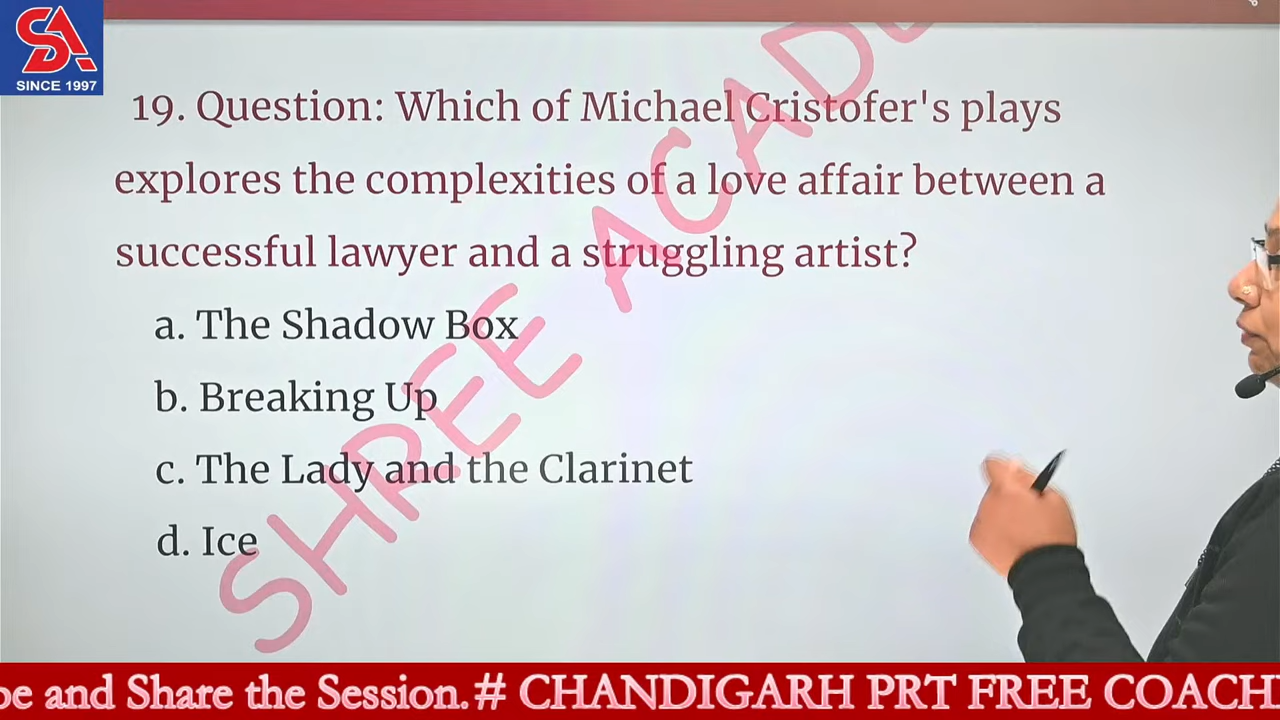 SA
SINCE 1997
19. Question: Which of Michael Cristofer's plays
explores the complexities of a love affair between a
successful lawyer and a struggling artist?
a. The Shadow Box
b. Breaking Up
c. The Lady and the Clarinet
d. Ice
SHREE ACAD
be and Share the Session.# CHANDIGARH PRT FREE COACH